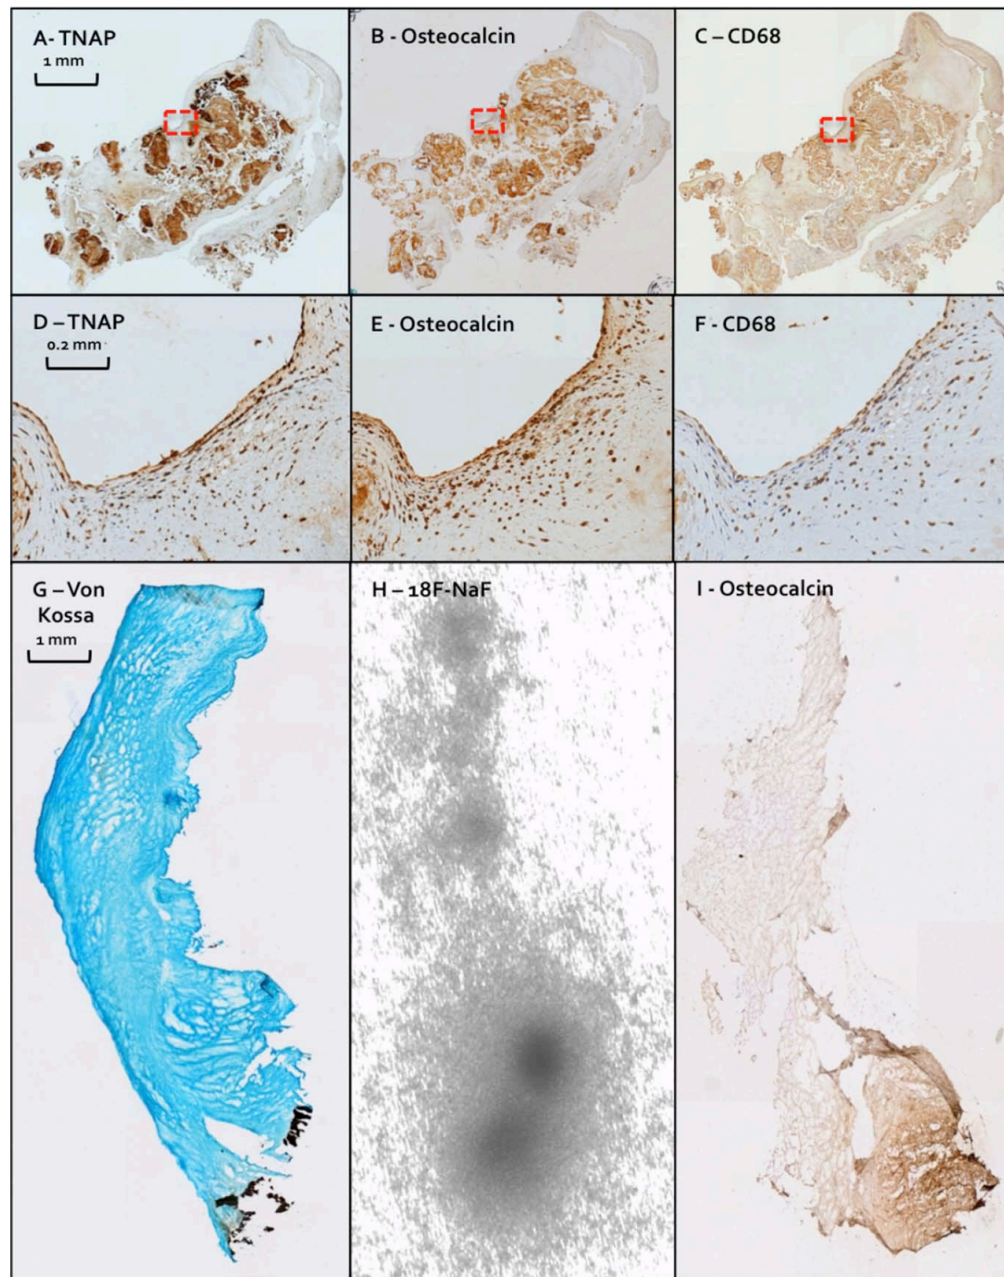 A- TNAP
1 mm
B - Osteocalcin
C – CD68
D – TNAP
0.2 mm
E - Osteocalcin
F - CD68
G – Von
Kossa
1 mm
H – 18F-NaF
I - Osteocalcin